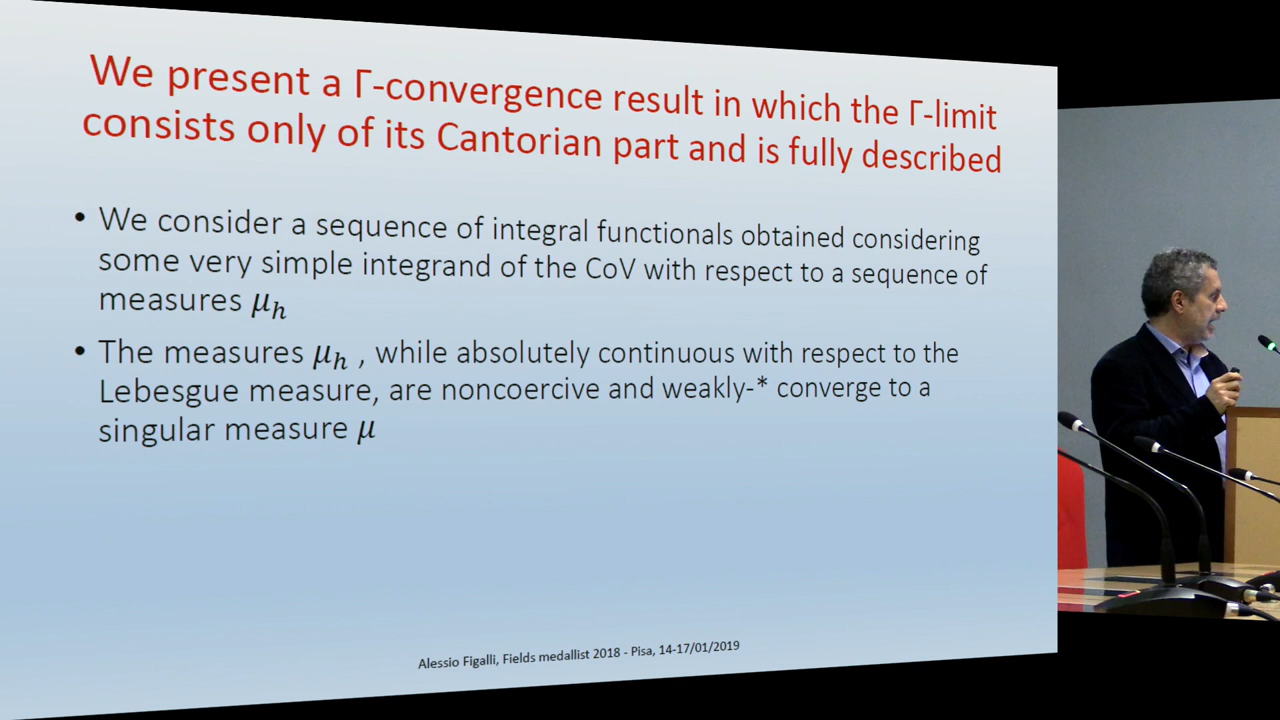 We present a Γ-convergence result in which the Γ-limit
consists only of its Cantorian part and is fully described
• We consider a sequence of integral functionals obtained considering
some very simple integrand of the CoV with respect to a sequence of
measures μₕ
• The measures μₕ , while absolutely continuous with respect to the
Lebesgue measure, are noncoercive and weakly-* converge to a
singular measure μ
Alessio Figalli, Fields medallist 2018 - Pisa, 14-17/01/2019